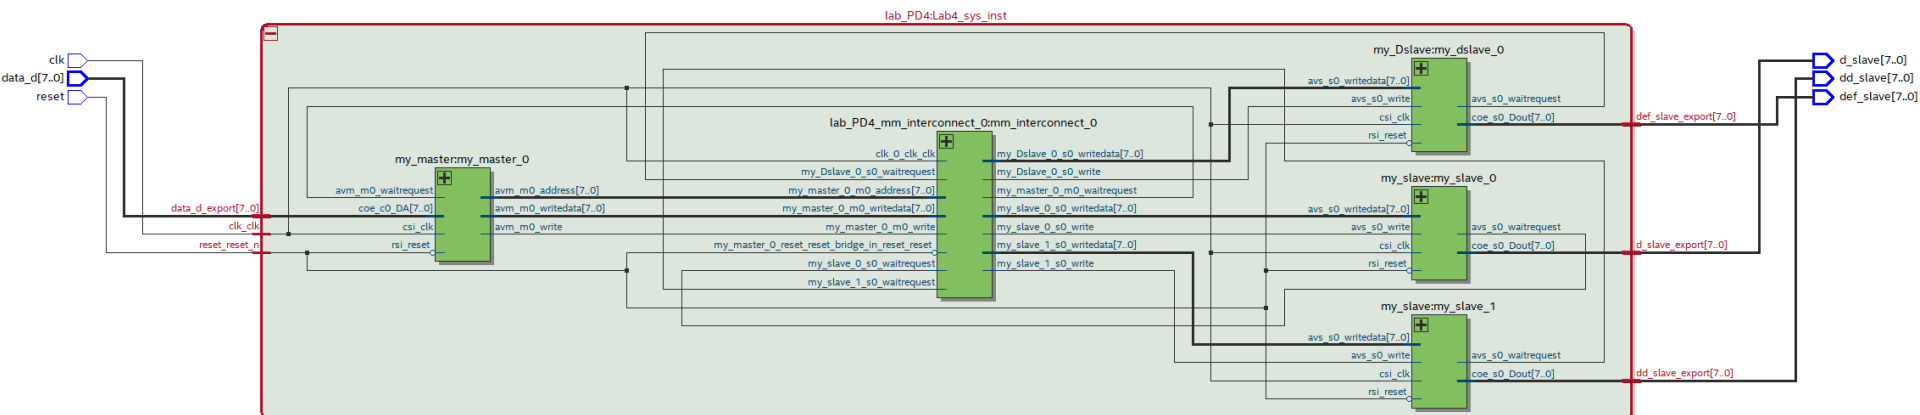 lab_PD4:Lab4_sys_inst
clk
data_d[7..0]
reset
data_d_export[7..0]
clk_clk
reset_reset_n
my_master:my_master_0
avm_m0_waitrequest
coe_c0_DA[7..0]
csi_clk
rsi_reset
avm_m0_address[7..0]
avm_m0_writedata[7..0]
avm_m0_write
lab_PD4_mm_interconnect_0:mm_interconnect_0
clk_0_clk_clk
my_Dslave_0_s0_waitrequest
my_master_0_m0_address[7..0]
my_master_0_m0_writedata[7..0]
my_master_0_m0_write
my_master_0_reset_reset_bridge_in_reset_reset
my_slave_0_s0_waitrequest
my_slave_1_s0_waitrequest
my_Dslave_0_s0_writedata[7..0]
my_Dslave_0_s0_write
my_master_0_m0_waitrequest
my_slave_0_s0_writedata[7..0]
my_slave_0_s0_write
my_slave_1_s0_writedata[7..0]
my_slave_1_s0_write
my_Dslave:my_dslave_0
avs_s0_writedata[7..0]
avs_s0_write
csi_clk
rsi_reset
avs_s0_waitrequest
coe_s0_Dout[7..0]
my_slave:my_slave_0
avs_s0_writedata[7..0]
avs_s0_write
csi_clk
rsi_reset
avs_s0_waitrequest
coe_s0_Dout[7..0]
my_slave:my_slave_1
avs_s0_writedata[7..0]
avs_s0_write
csi_clk
rsi_reset
avs_s0_waitrequest
coe_s0_Dout[7..0]
def_slave_export[7..0]
d_slave_export[7..0]
dd_slave_export[7..0]
d_slave[7..0]
dd_slave[7..0]
def_slave[7..0]